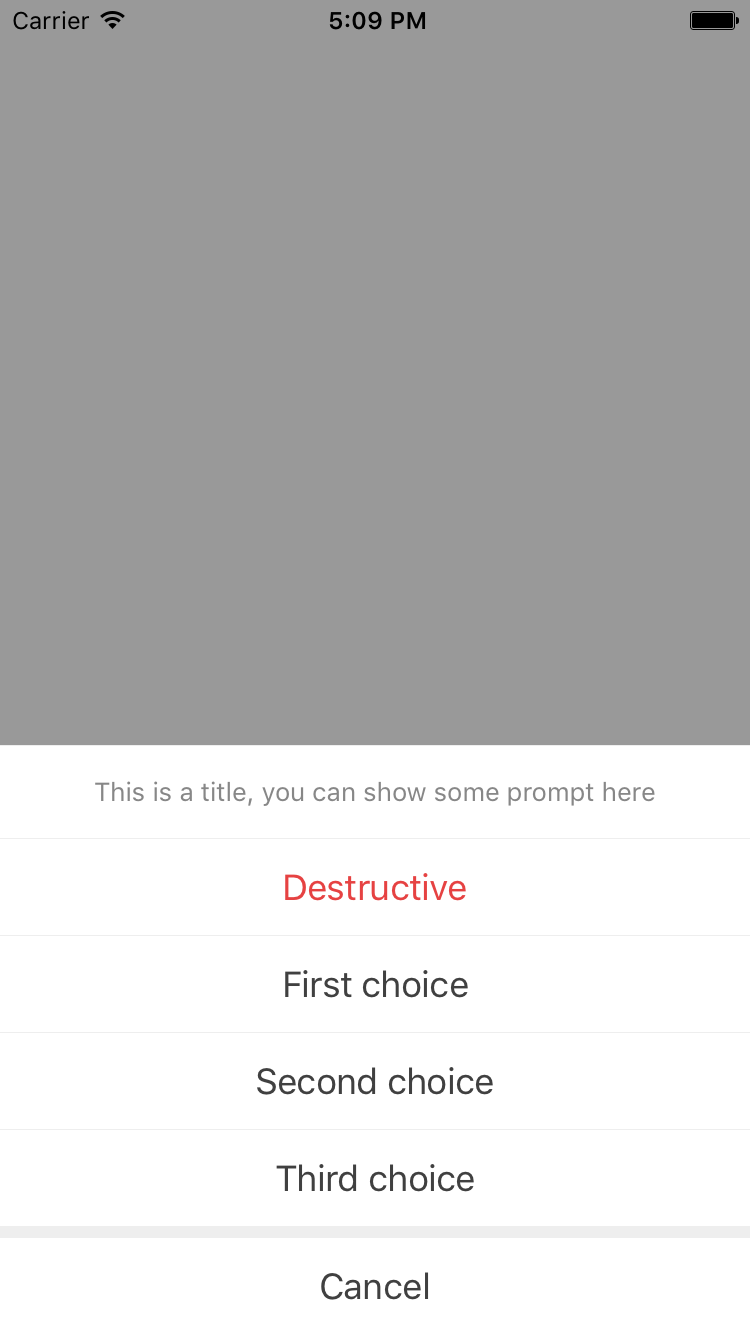 Carrier 5:09 PM
This is a title, you can show some prompt here
Destructive
First choice
Second choice
Third choice
Cancel